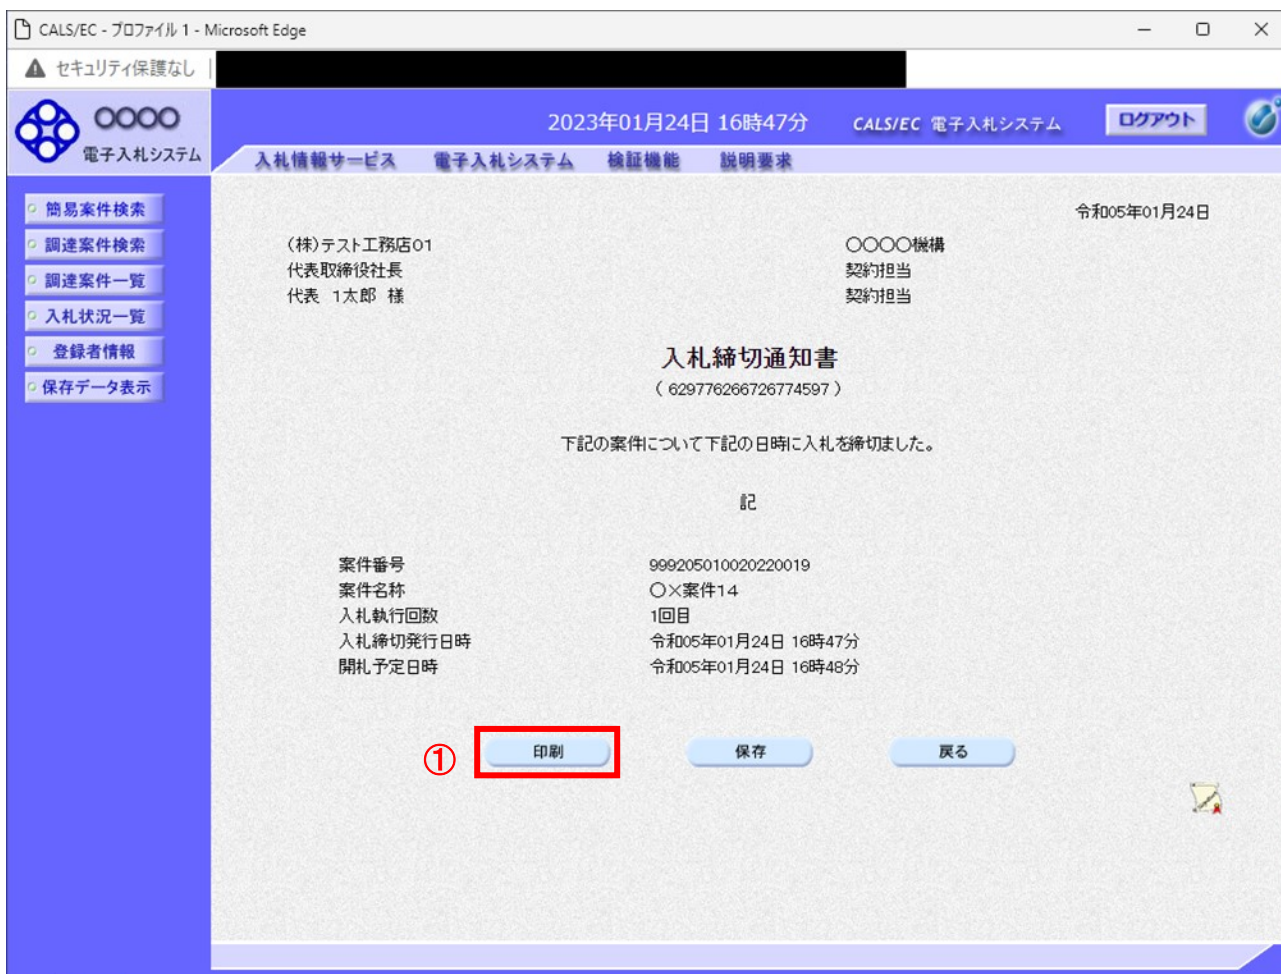 CALS/EC - プロファイル 1 - Microsoft Edge
セキュリティ保護なし
〇〇〇〇
電子入札システム
2023年01月24日 16時47分
CALS/EC 電子入札システム
ログアウト
入札情報サービス 電子入札システム 検証機能 説明要求
簡易案件検索
調達案件検索
調達案件一覧
入札状況一覧
登録者情報
保存データ表示
令和05年01月24日
(株)テスト工務店01
代表取締役社長
代表 1太郎 様
〇〇〇〇機構
契約担当
契約担当
入札締切通知書
( 629776266726774597 )
下記の案件について下記の日時に入札を締切ました。
記
案件番号 999205010020220019
案件名称 〇×案件14
入札執行回数 1回目
入札締切発行日時 令和05年01月24日 16時47分
開札予定日時 令和05年01月24日 16時48分
① 印刷 保存 戻る